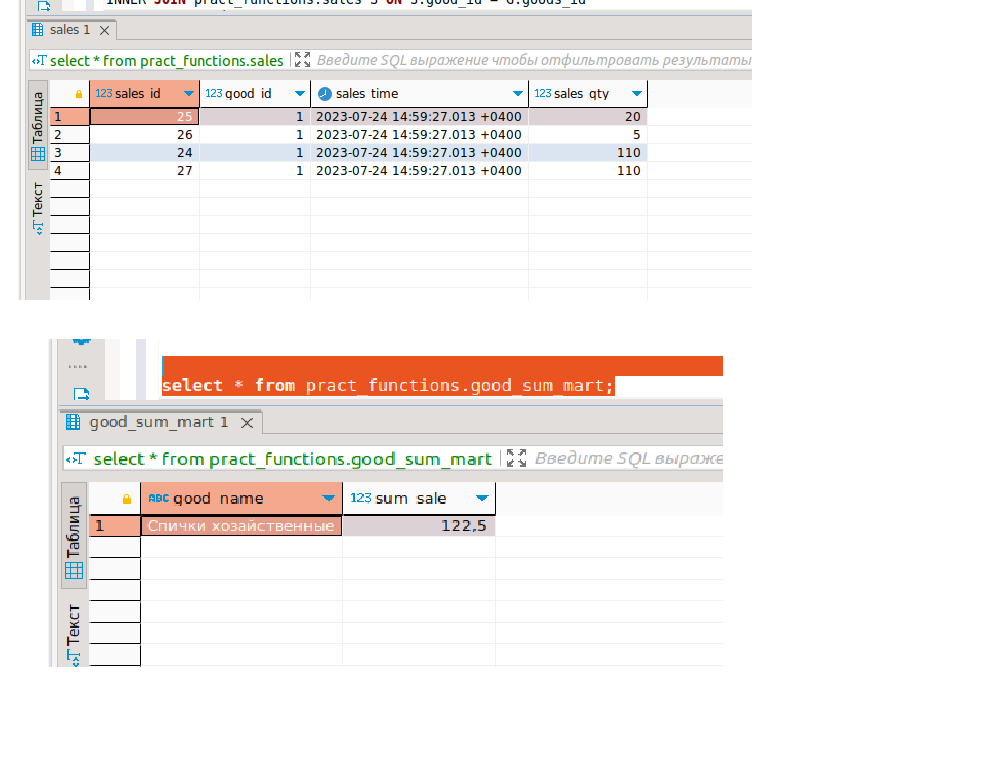 INNER JOIN pract_functions.sales S ON S.good_id = G.goods_id
sales 1
select * from pract_functions.sales Введите SQL выражение чтобы отфильтровать результаты
Таблица
Текст
sales_id good_id sales_time sales_qty
1 25 1 2023-07-24 14:59:27.013 +0400 20
2 26 1 2023-07-24 14:59:27.013 +0400 5
3 24 1 2023-07-24 14:59:27.013 +0400 110
4 27 1 2023-07-24 14:59:27.013 +0400 110
select * from pract_functions.good_sum_mart;
good_sum_mart 1
select * from pract_functions.good_sum_mart Введите SQL выраже
Таблица
Текст
good_name sum_sale
1 Спички хозайственные 122,5